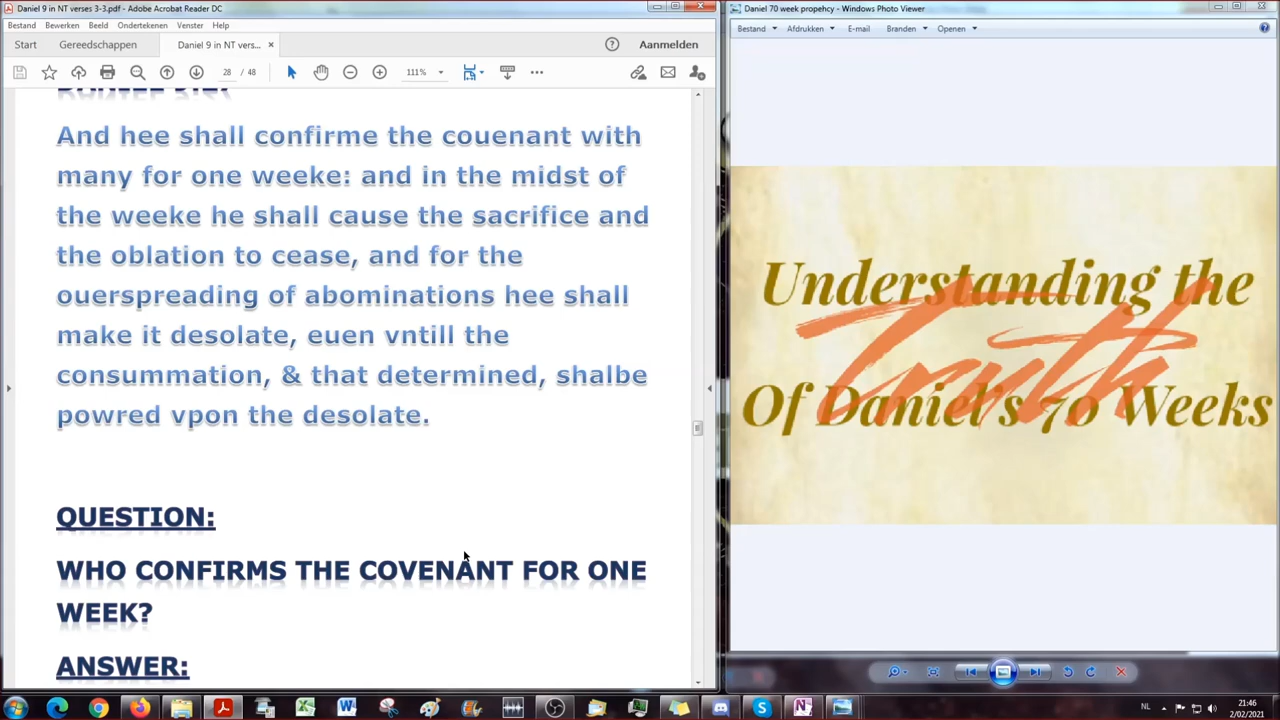 Daniel 9 in NT verses 3-3.pdf - Adobe Acrobat Reader DC
Bestand Bewerken Beeld Ondertekenen Venster Help
Start Gereedschappen Daniel 9 in NT vers... × Aanmelden
28 / 48 111%
And hee shall confirme the couenant with
many for one weeke: and in the midst of
the weeke he shall cause the sacrifice and
the oblation to cease, and for the
ouerspreading of abominations hee shall
make it desolate, euen vntill the
consummation, & that determined, shalbe
powred vpon the desolate.
QUESTION:
WHO CONFIRMS THE COVENANT FOR ONE
WEEK?
ANSWER:
Daniel 70 week propehcy - Windows Photo Viewer
Bestand Afdrukken E-mail Branden Openen
Understanding the
Truth
Of Daniel's 70 Weeks
NL 21:46
2/02/2021